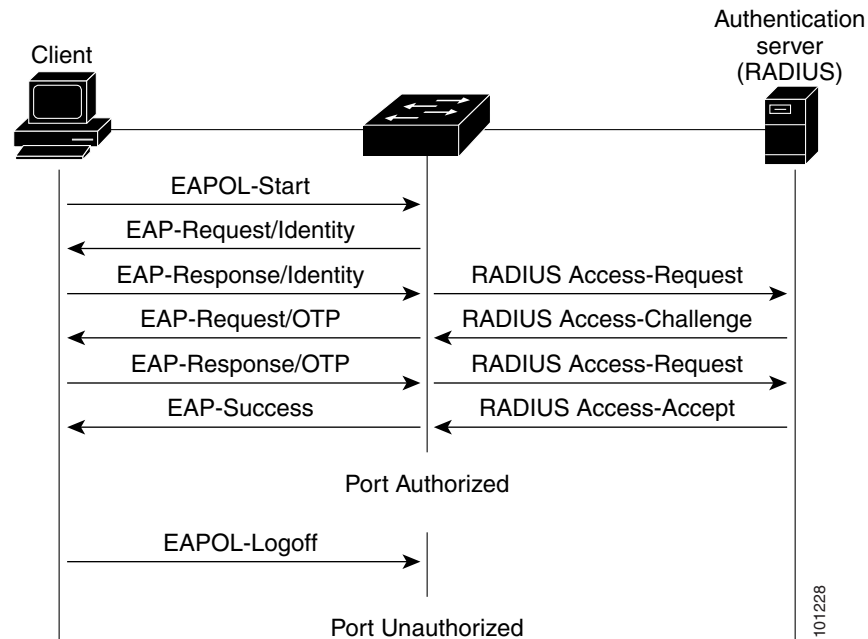 Client
Authentication
server
(RADIUS)
EAPOL-Start
EAP-Request/Identity
EAP-Response/Identity
RADIUS Access-Request
EAP-Request/OTP
RADIUS Access-Challenge
EAP-Response/OTP
RADIUS Access-Request
EAP-Success
RADIUS Access-Accept
Port Authorized
EAPOL-Logoff
Port Unauthorized
101228